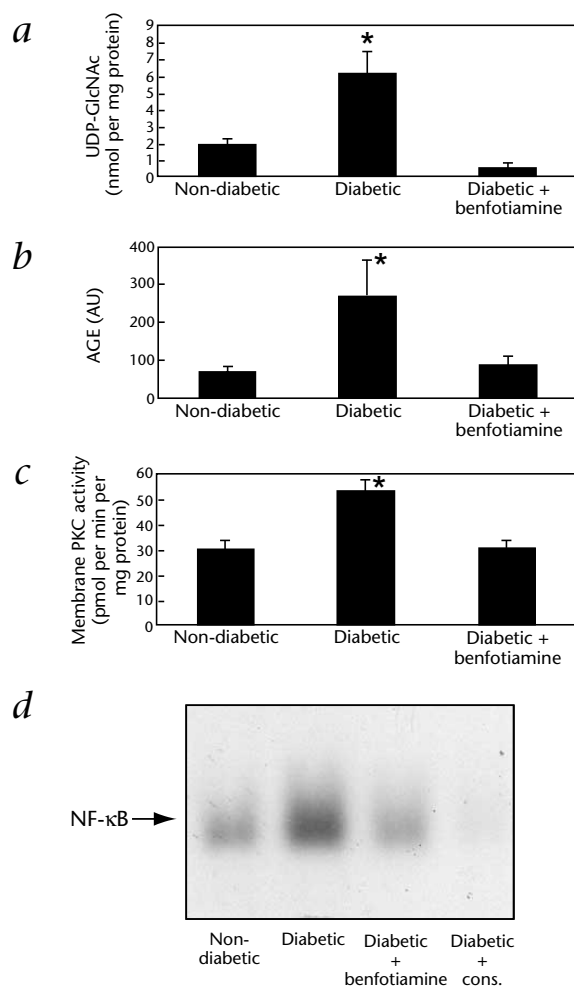 a
UDP-GlcNAc
(nmol per mg protein)
9
8
7
6
5
4
3
2
1
0
*
Non-diabetic
Diabetic
Diabetic +
benfotiamine
b
AGE (AU)
400
300
200
100
0
*
Non-diabetic
Diabetic
Diabetic +
benfotiamine
c
Membrane PKC activity
(pmol per min per
mg protein)
60
50
40
30
20
10
0
*
Non-diabetic
Diabetic
Diabetic +
benfotiamine
d
NF-κB
Non-
diabetic
Diabetic
Diabetic
+
benfotiamine
Diabetic
+
cons.